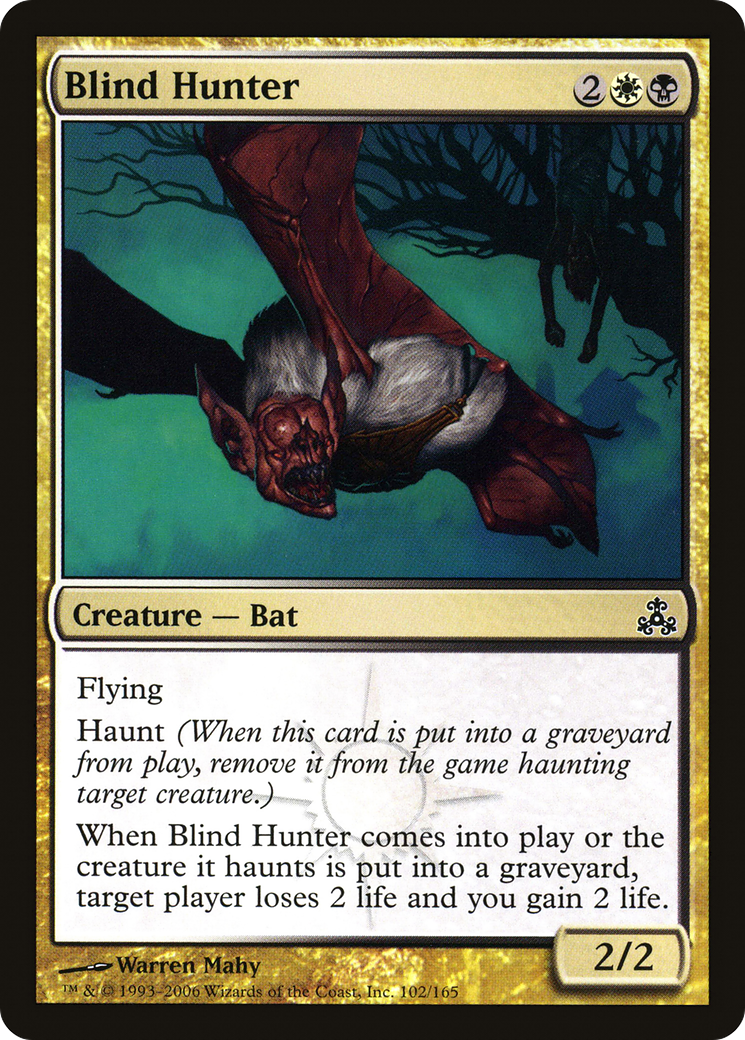 Blind Hunter 2
Creature — Bat
Flying
Haunt (When this card is put into a graveyard
from play, remove it from the game haunting
target creature.)
When Blind Hunter comes into play or the
creature it haunts is put into a graveyard,
target player loses 2 life and you gain 2 life.
2/2
Warren Mahy
™ & © 1993–2006 Wizards of the Coast, Inc. 102/165